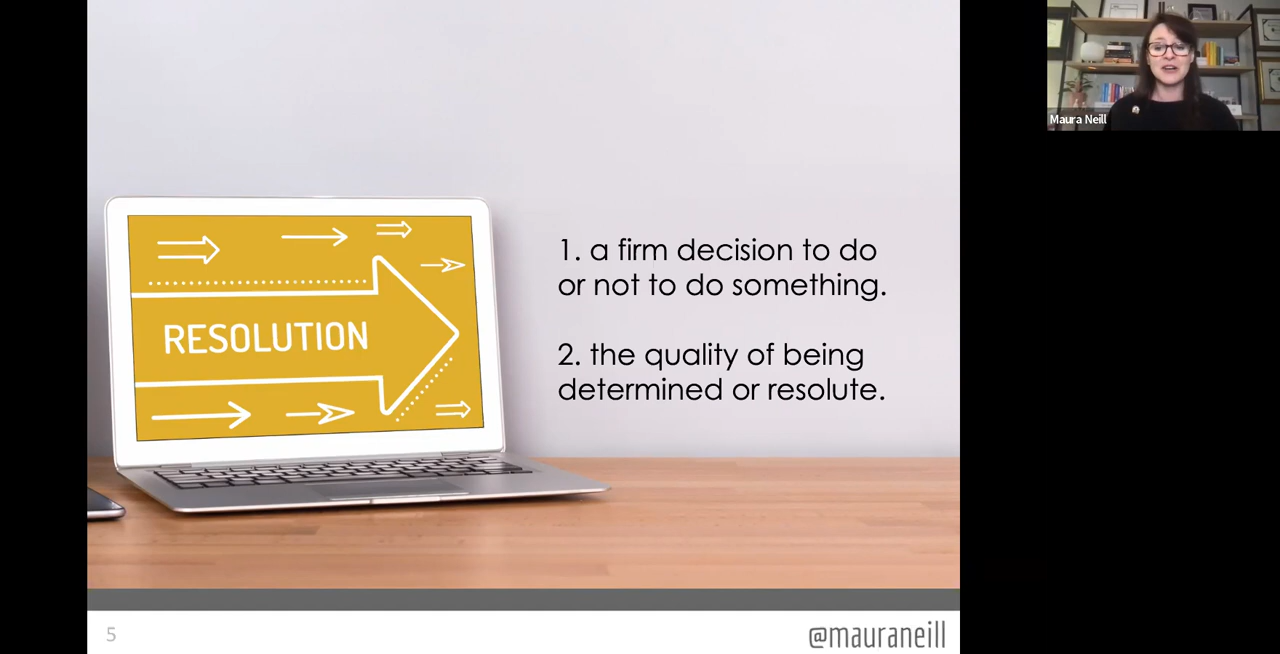 Maura Neill
RESOLUTION
1. a firm decision to do
or not to do something.
2. the quality of being
determined or resolute.
5
@mauraneill